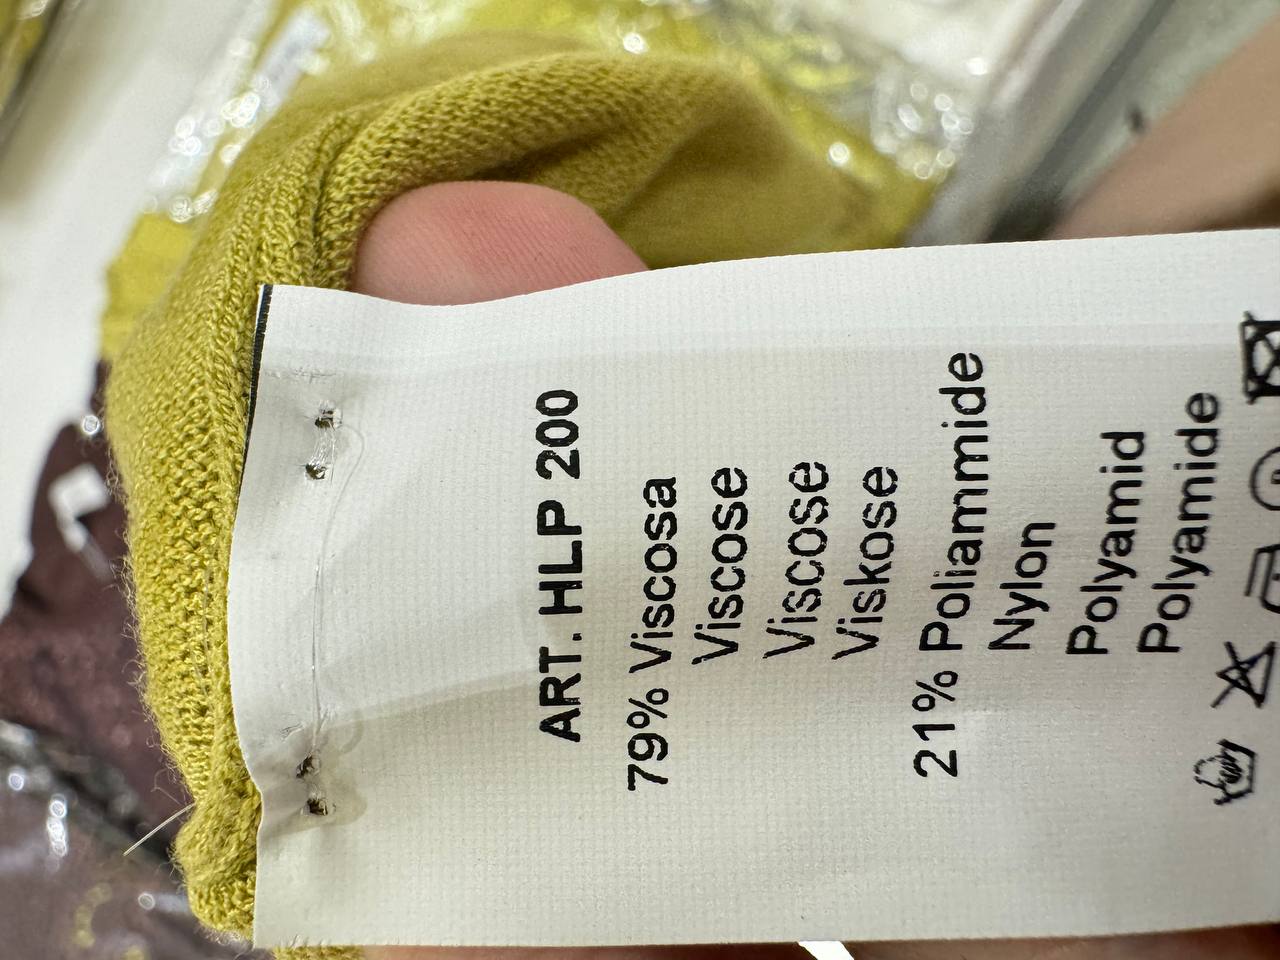 ART. HLP 200
79% Viscosa
Viscose
Viscose
Viskose
21% Poliammide
Nylon
Polyamid
Polyamide